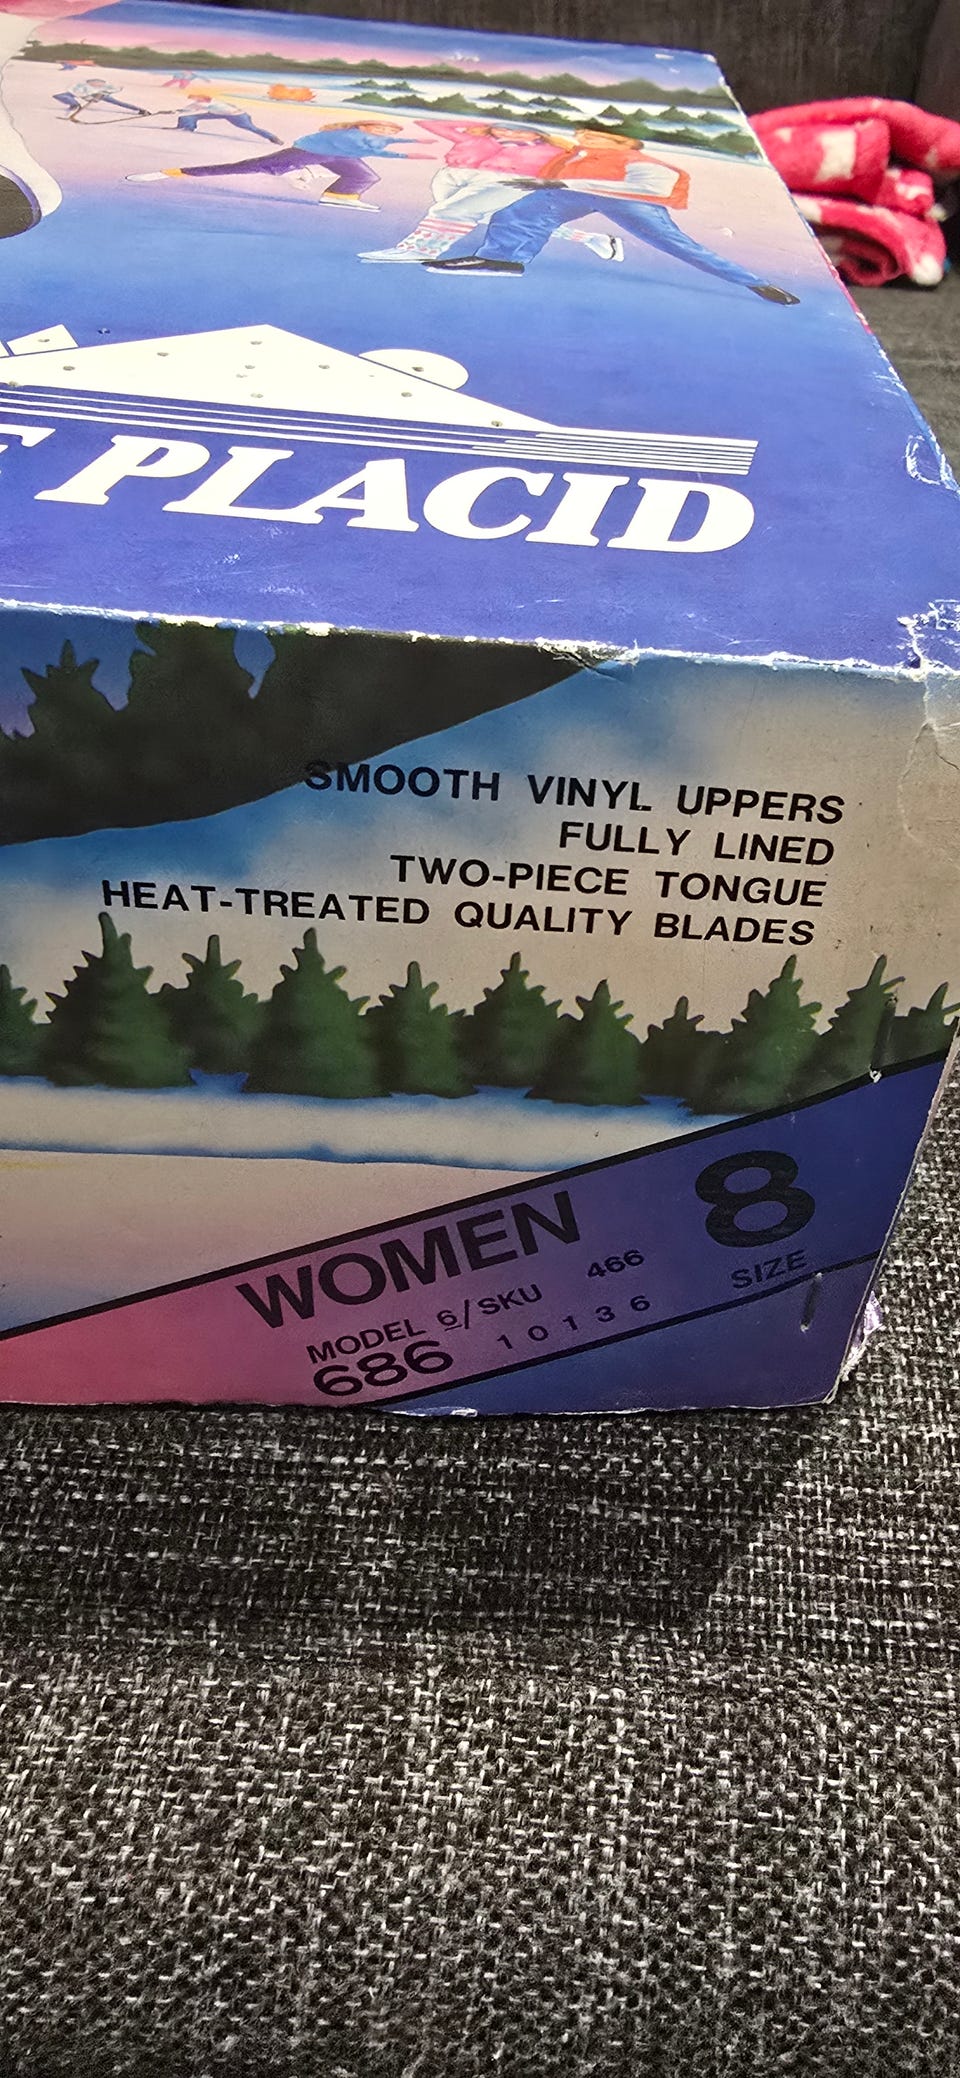 E PLACID
SMOOTH VINYL UPPERS
FULLY LINED
TWO-PIECE TONGUE
HEAT-TREATED QUALITY BLADES
WOMEN 8
MODEL 6/SKU 466 SIZE
686 10136